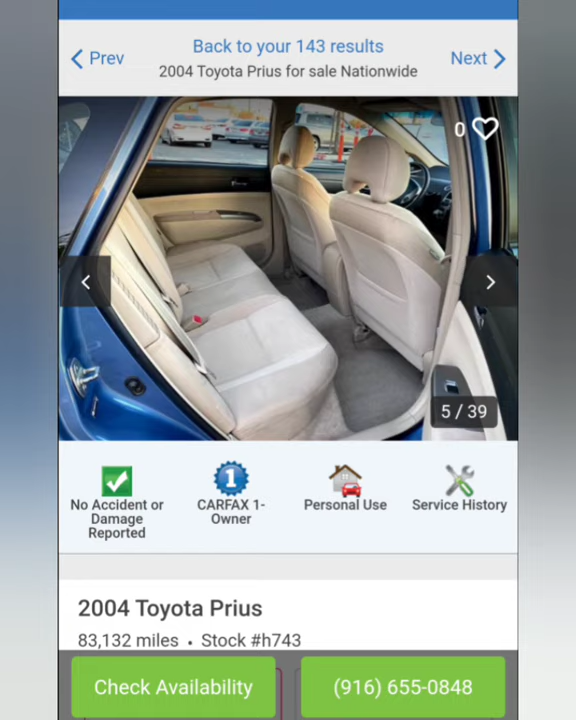 Prev
Back to your 143 results
Next
2004 Toyota Prius for sale Nationwide
0
5 / 39
No Accident or
Damage
Reported
1
CARFAX 1-
Owner
Personal Use
Service History
2004 Toyota Prius
83,132 miles • Stock #h743
Check Availability
(916) 655-0848